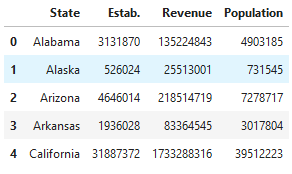 State Estab. Revenue Population
0 Alabama 3131870 135224843 4903185
1 Alaska 526024 25513001 731545
2 Arizona 4646014 218514719 7278717
3 Arkansas 1936028 83364545 3017804
4 California 31887372 1733288316 39512223